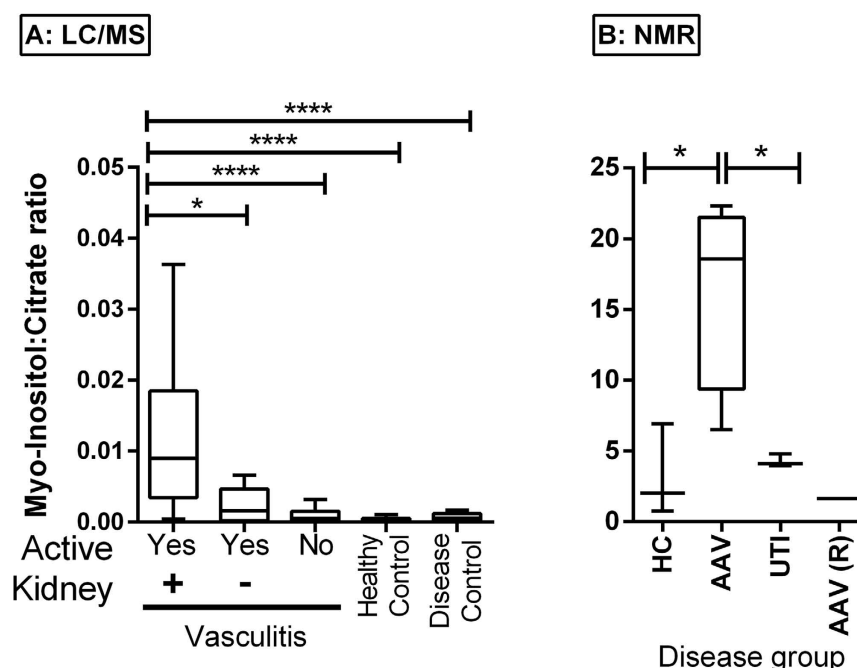 A: LC/MS
****
****
****
*
0.05
0.04
0.03
0.02
0.01
0.00
Myo-Inositol:Citrate ratio
Active Yes Yes No
Kidney + -
Healthy Control
Disease Control
Vasculitis
B: NMR
* *
25
20
15
10
5
0
HC AAV UTI AAV (R)
Disease group